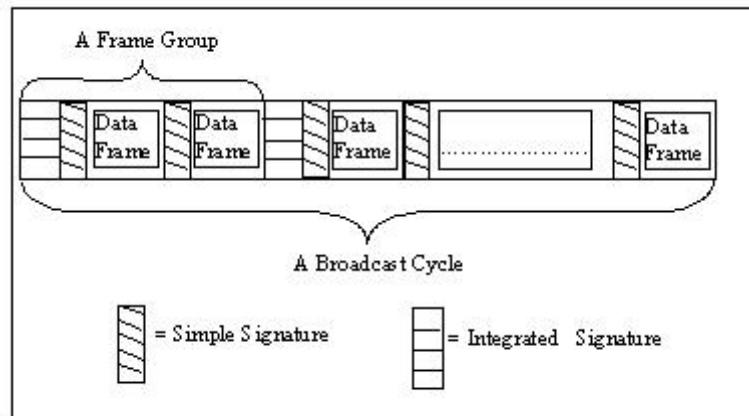 A Frame Group
Data Frame
Data Frame
Data Frame
......................
Data Frame
A Broadcast Cycle
= Simple Signature
= Integrated Signature